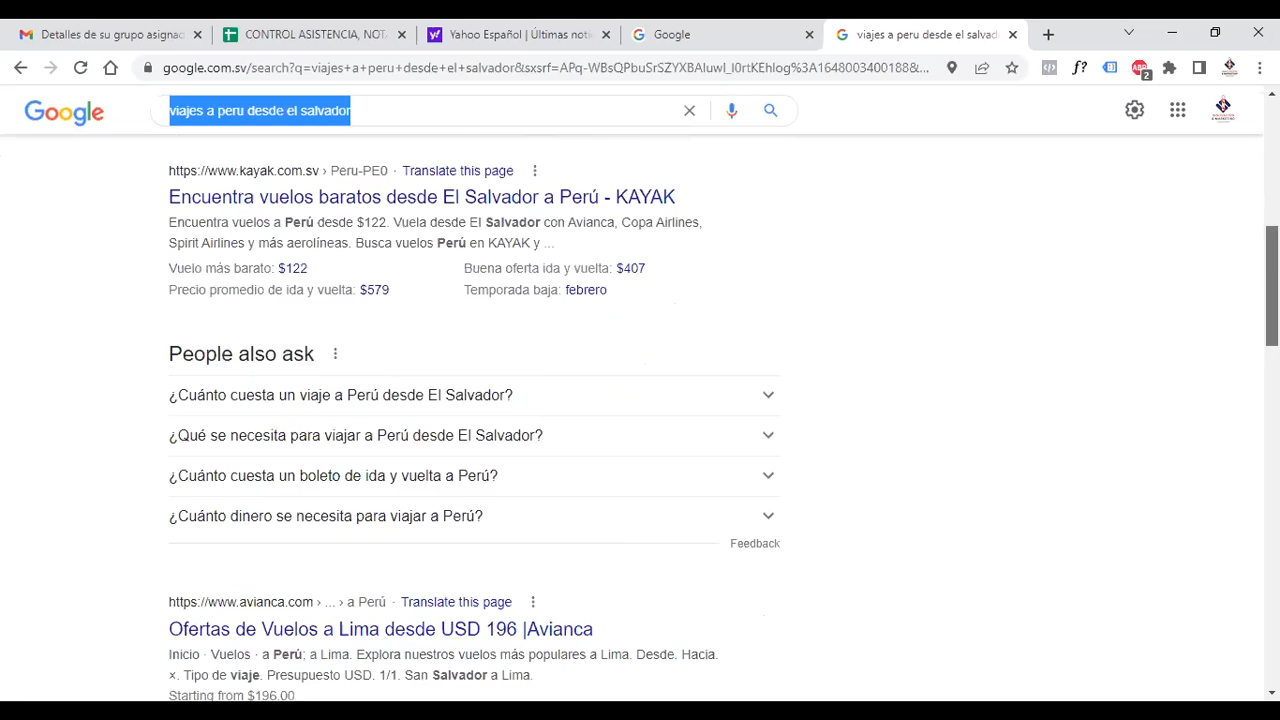 Detalles de su grupo asignac
CONTROL ASISTENCIA, NOT
Yahoo Español | Últimas notic
Google
viajes a peru desde el salvado
google.com.sv/search?q=viajes+a+peru+desde+el+salvador&sxsrf=APq-WBsQPbuSrSZYXBAluwI_l0rtKEhIog%3A1648003400188&...
2
Google
viajes a peru desde el salvador
https://www.kayak.com.sv › Peru-PE0 · Translate this page
Encuentra vuelos baratos desde El Salvador a Perú - KAYAK
Encuentra vuelos a Perú desde $122. Vuela desde El Salvador con Avianca, Copa Airlines,
Spirit Airlines y más aerolíneas. Busca vuelos Perú en KAYAK y ...
Vuelo más barato: $122
Buena oferta ida y vuelta: $407
Precio promedio de ida y vuelta: $579
Temporada baja: febrero
People also ask
¿Cuánto cuesta un viaje a Perú desde El Salvador?
¿Qué se necesita para viajar a Perú desde El Salvador?
¿Cuánto cuesta un boleto de ida y vuelta a Perú?
¿Cuánto dinero se necesita para viajar a Perú?
Feedback
https://www.avianca.com › ... › a Perú · Translate this page
Ofertas de Vuelos a Lima desde USD 196 |Avianca
Inicio · Vuelos · a Perú; a Lima. Explora nuestros vuelos más populares a Lima. Desde. Hacia.
×. Tipo de viaje. Presupuesto USD. 1/1. San Salvador a Lima.
Starting from $196.00